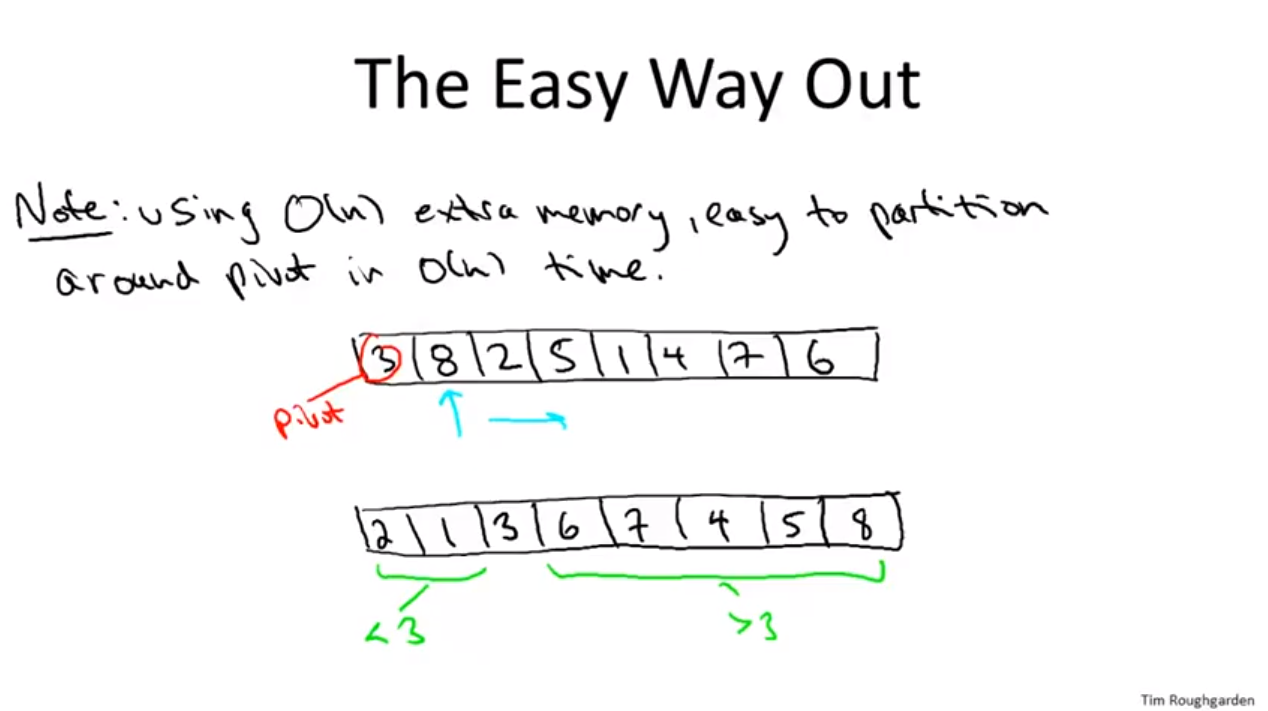 The Easy Way Out
Note: using O(n) extra memory, easy to partition
around pivot in O(n) time.
3 8 2 5 1 4 7 6
pivot
2 1 3 6 7 4 5 8
<3 >3
Tim Roughgarden